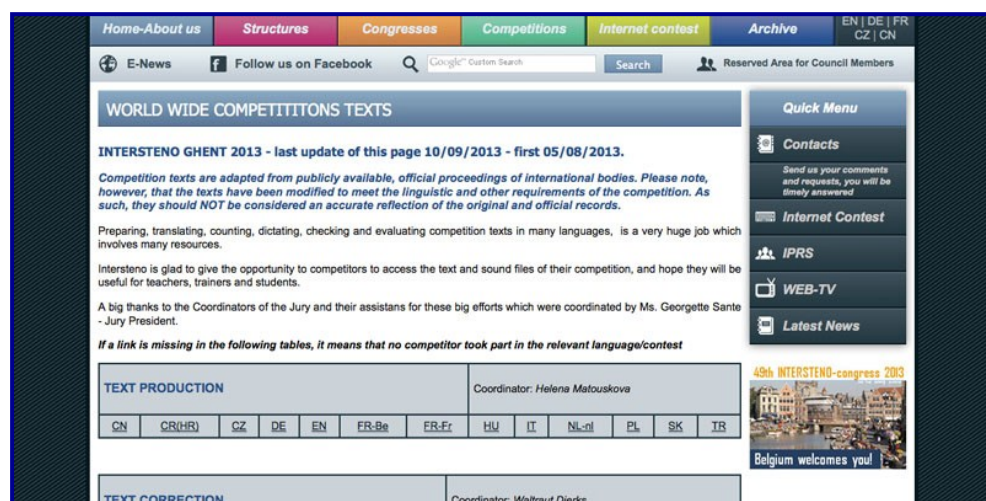 Home-About us Structures Congresses Competitions Internet contest Archive EN | DE | FR
CZ | CN
E-News Follow us on Facebook Google™ Custom Search Search Reserved Area for Council Members
WORLD WIDE COMPETITITONS TEXTS
INTERSTENO GHENT 2013 - last update of this page 10/09/2013 - first 05/08/2013.
Competition texts are adapted from publicly available, official proceedings of international bodies. Please note,
however, that the texts have been modified to meet the linguistic and other requirements of the competition. As
such, they should NOT be considered an accurate reflection of the original and official records.
Preparing, translating, counting, dictating, checking and evaluating competition texts in many languages, is a very huge job which
involves many resources.
Intersteno is glad to give the opportunity to competitors to access the text and sound files of their competition, and hope they will be
useful for teachers, trainers and students.
A big thanks to the Coordinators of the Jury and their assistans for these big efforts which were coordinated by Ms. Georgette Sante
- Jury President.
If a link is missing in the following tables, it means that no competitor took part in the relevant language/contest
TEXT PRODUCTION Coordinator: Helena Matouskova
CN CR(HR) CZ DE EN FR-Be FR-Fr HU IT NL-nl PL SK TR
TEXT CORRECTION Coordinator: Waltraut Dierks
Quick Menu
Contacts
Send us your comments
and requests, you will be
timely answered
Internet Contest
IPRS
WEB-TV
Latest News
49th INTERSTENO-congress 2013
Belgium welcomes you!